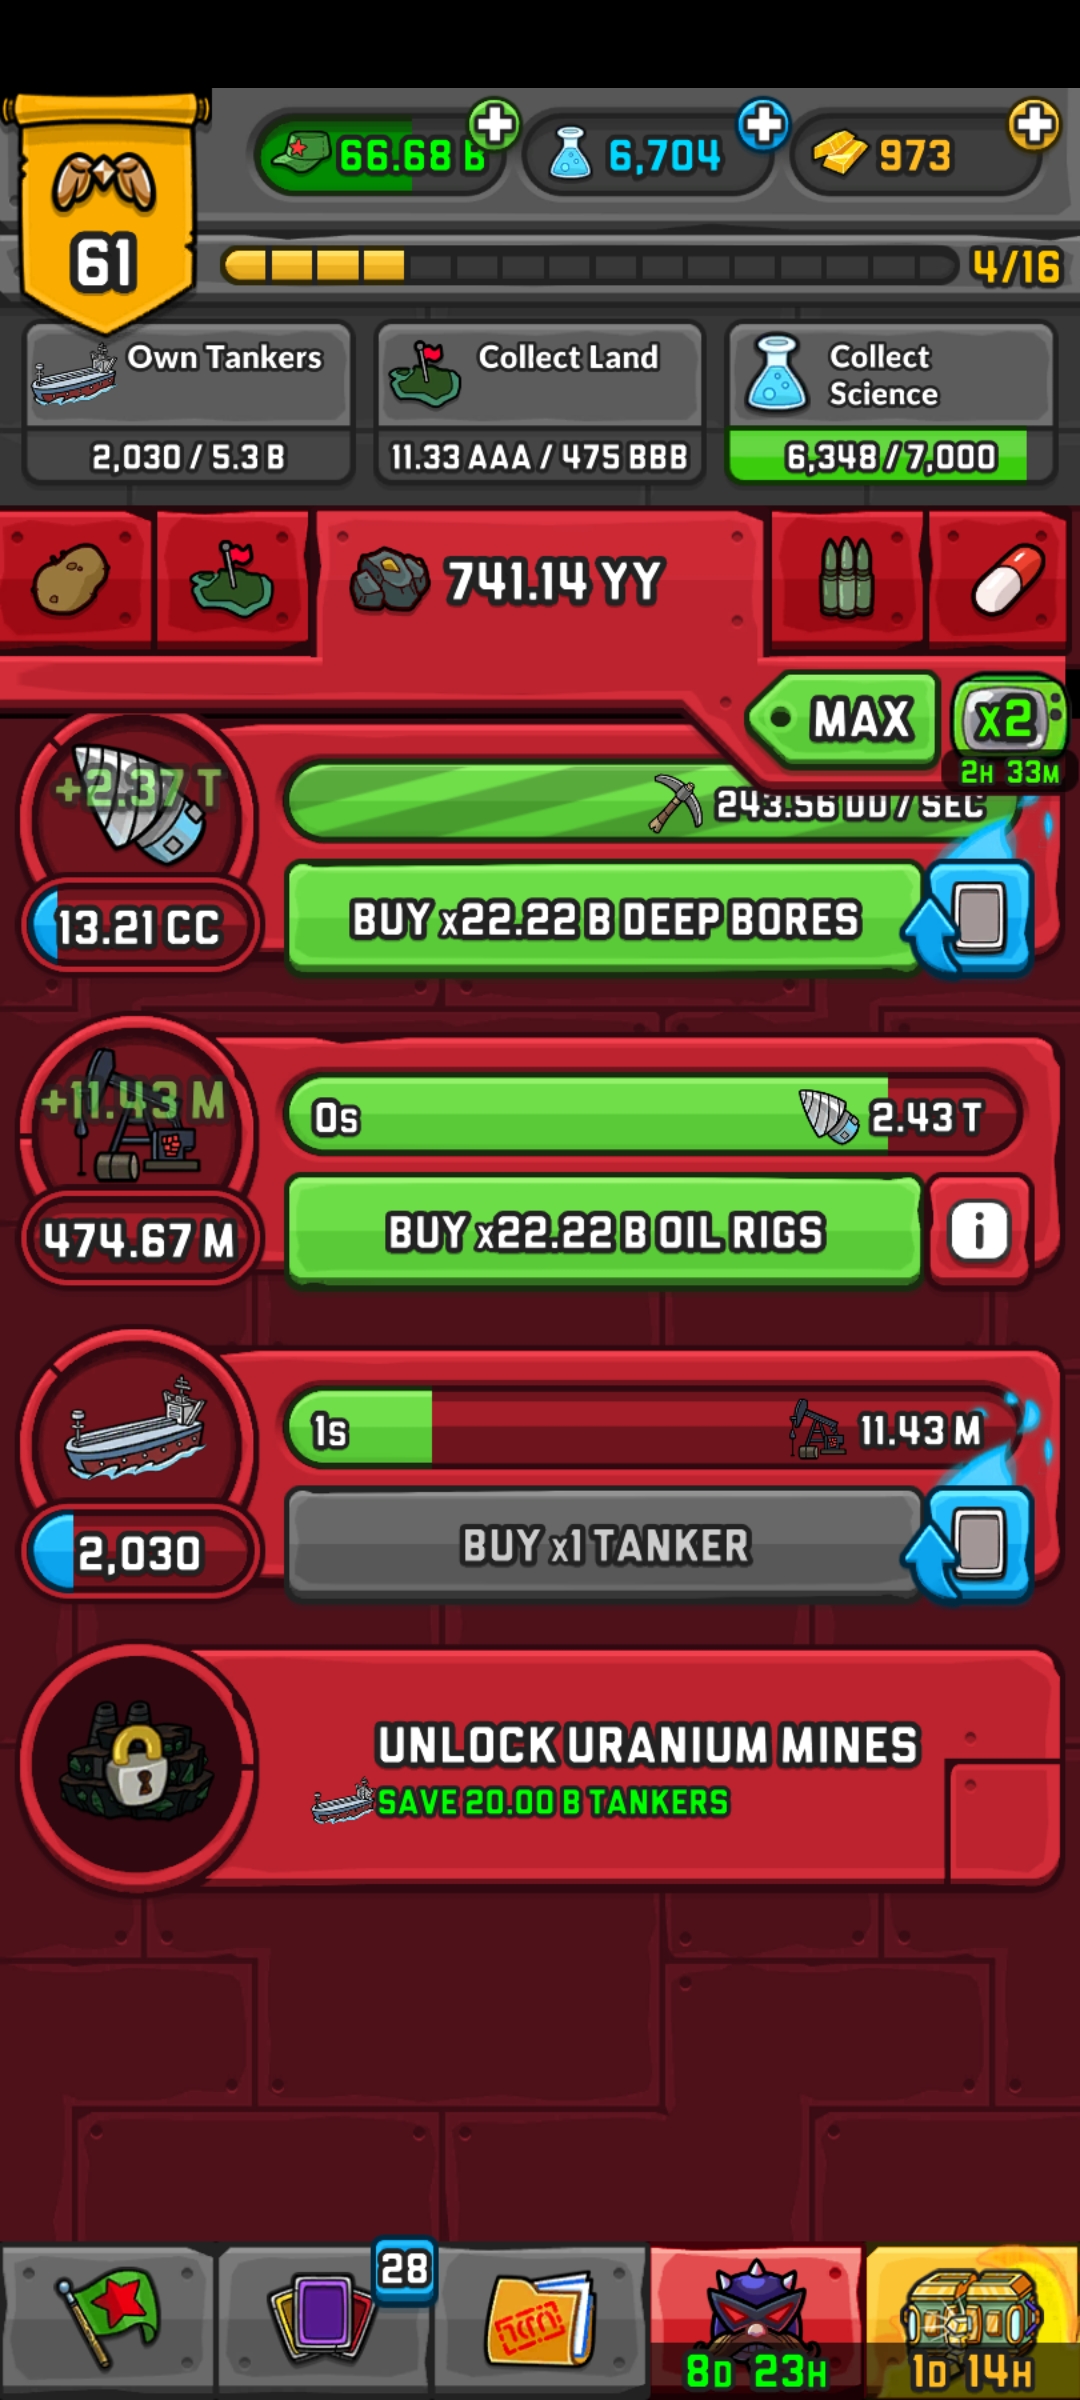 66.68 B
6,704
973
61
4/16
Own Tankers
2,030 / 5.3 B
Collect Land
11.33 AAA / 475 BBB
Collect
Science
6,348 / 7,000
741.14 YY
MAX
x2
2H 33M
+2.37 T
243.56 DD / SEC
13.21 CC
BUY x22.22 B DEEP BORES
+11.43 M
0s
2.43 T
474.67 M
BUY x22.22 B OIL RIGS
i
1s
11.43 M
2,030
BUY x1 TANKER
UNLOCK URANIUM MINES
SAVE 20.00 B TANKERS
28
8D 23H
1D 14H